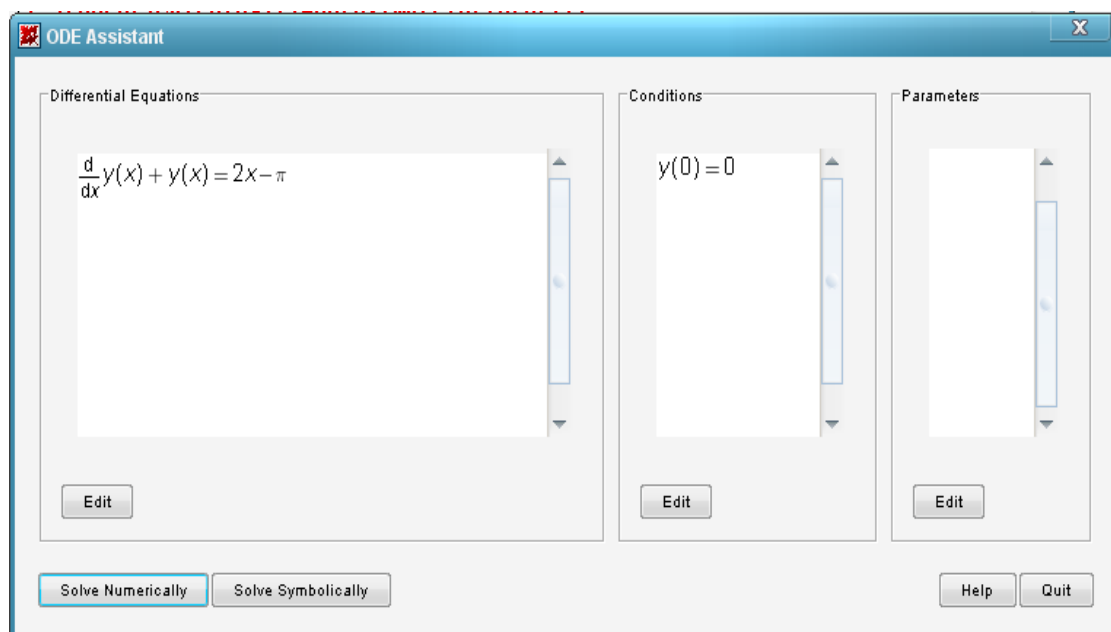 ODE Assistant
X
Differential Equations
d/dx y(x) + y(x) = 2x − π
Edit
Conditions
y(0) = 0
Edit
Parameters
Edit
Solve Numerically
Solve Symbolically
Help
Quit